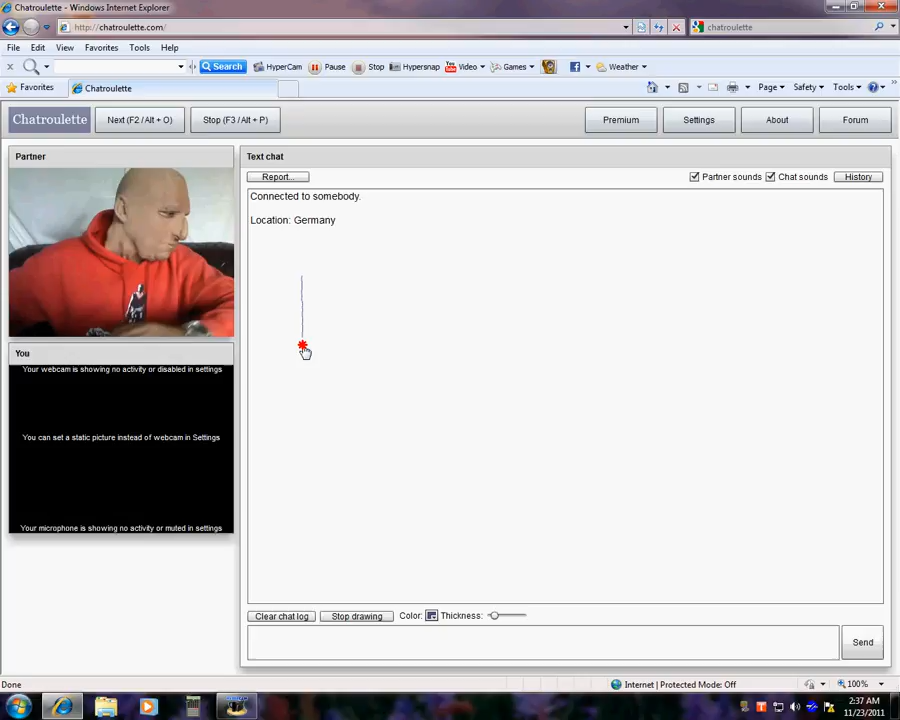 Chatroulette - Windows Internet Explorer
http://chatroulette.com/
chatroulette
File Edit View Favorites Tools Help
Search HyperCam Pause Stop Hypersnap Video Games Weather
Favorites Chatroulette Page Safety Tools
Chatroulette Next (F2 / Alt + O) Stop (F3 / Alt + P) Premium Settings About Forum
Partner
Text chat
Report... Partner sounds Chat sounds History
Connected to somebody.
Location: Germany
You
Your webcam is showing no activity or disabled in settings
You can set a static picture instead of webcam in Settings
Your microphone is showing no activity or muted in settings
Clear chat log Stop drawing Color: Thickness:
Send
Done Internet | Protected Mode: Off 100%
2:37 AM
11/23/2011